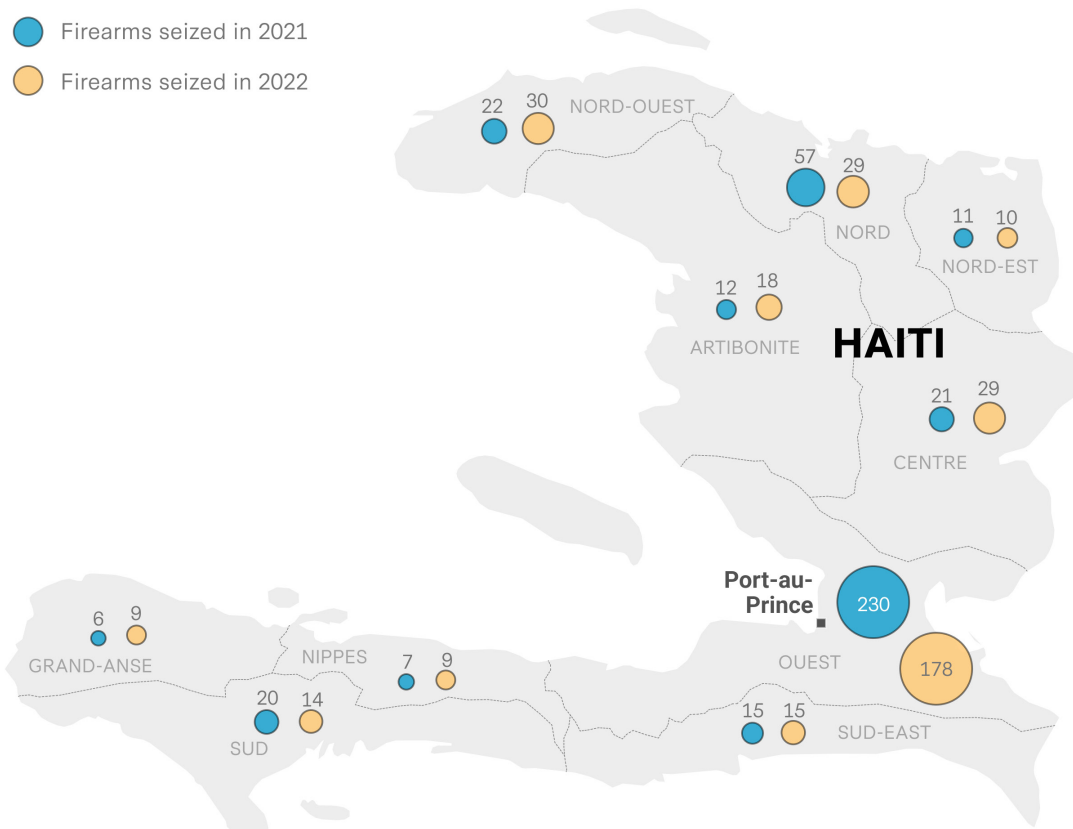 Firearms seized in 2021
Firearms seized in 2022
22 30 NORD-OUEST
57 29
NORD
11 10
NORD-EST
12 18
ARTIBONITE
HAITI
21 29
CENTRE
Port-au-
Prince
230
OUEST
178
6 9
GRAND-ANSE
NIPPES
7 9
20 14
SUD
15 15
SUD-EAST